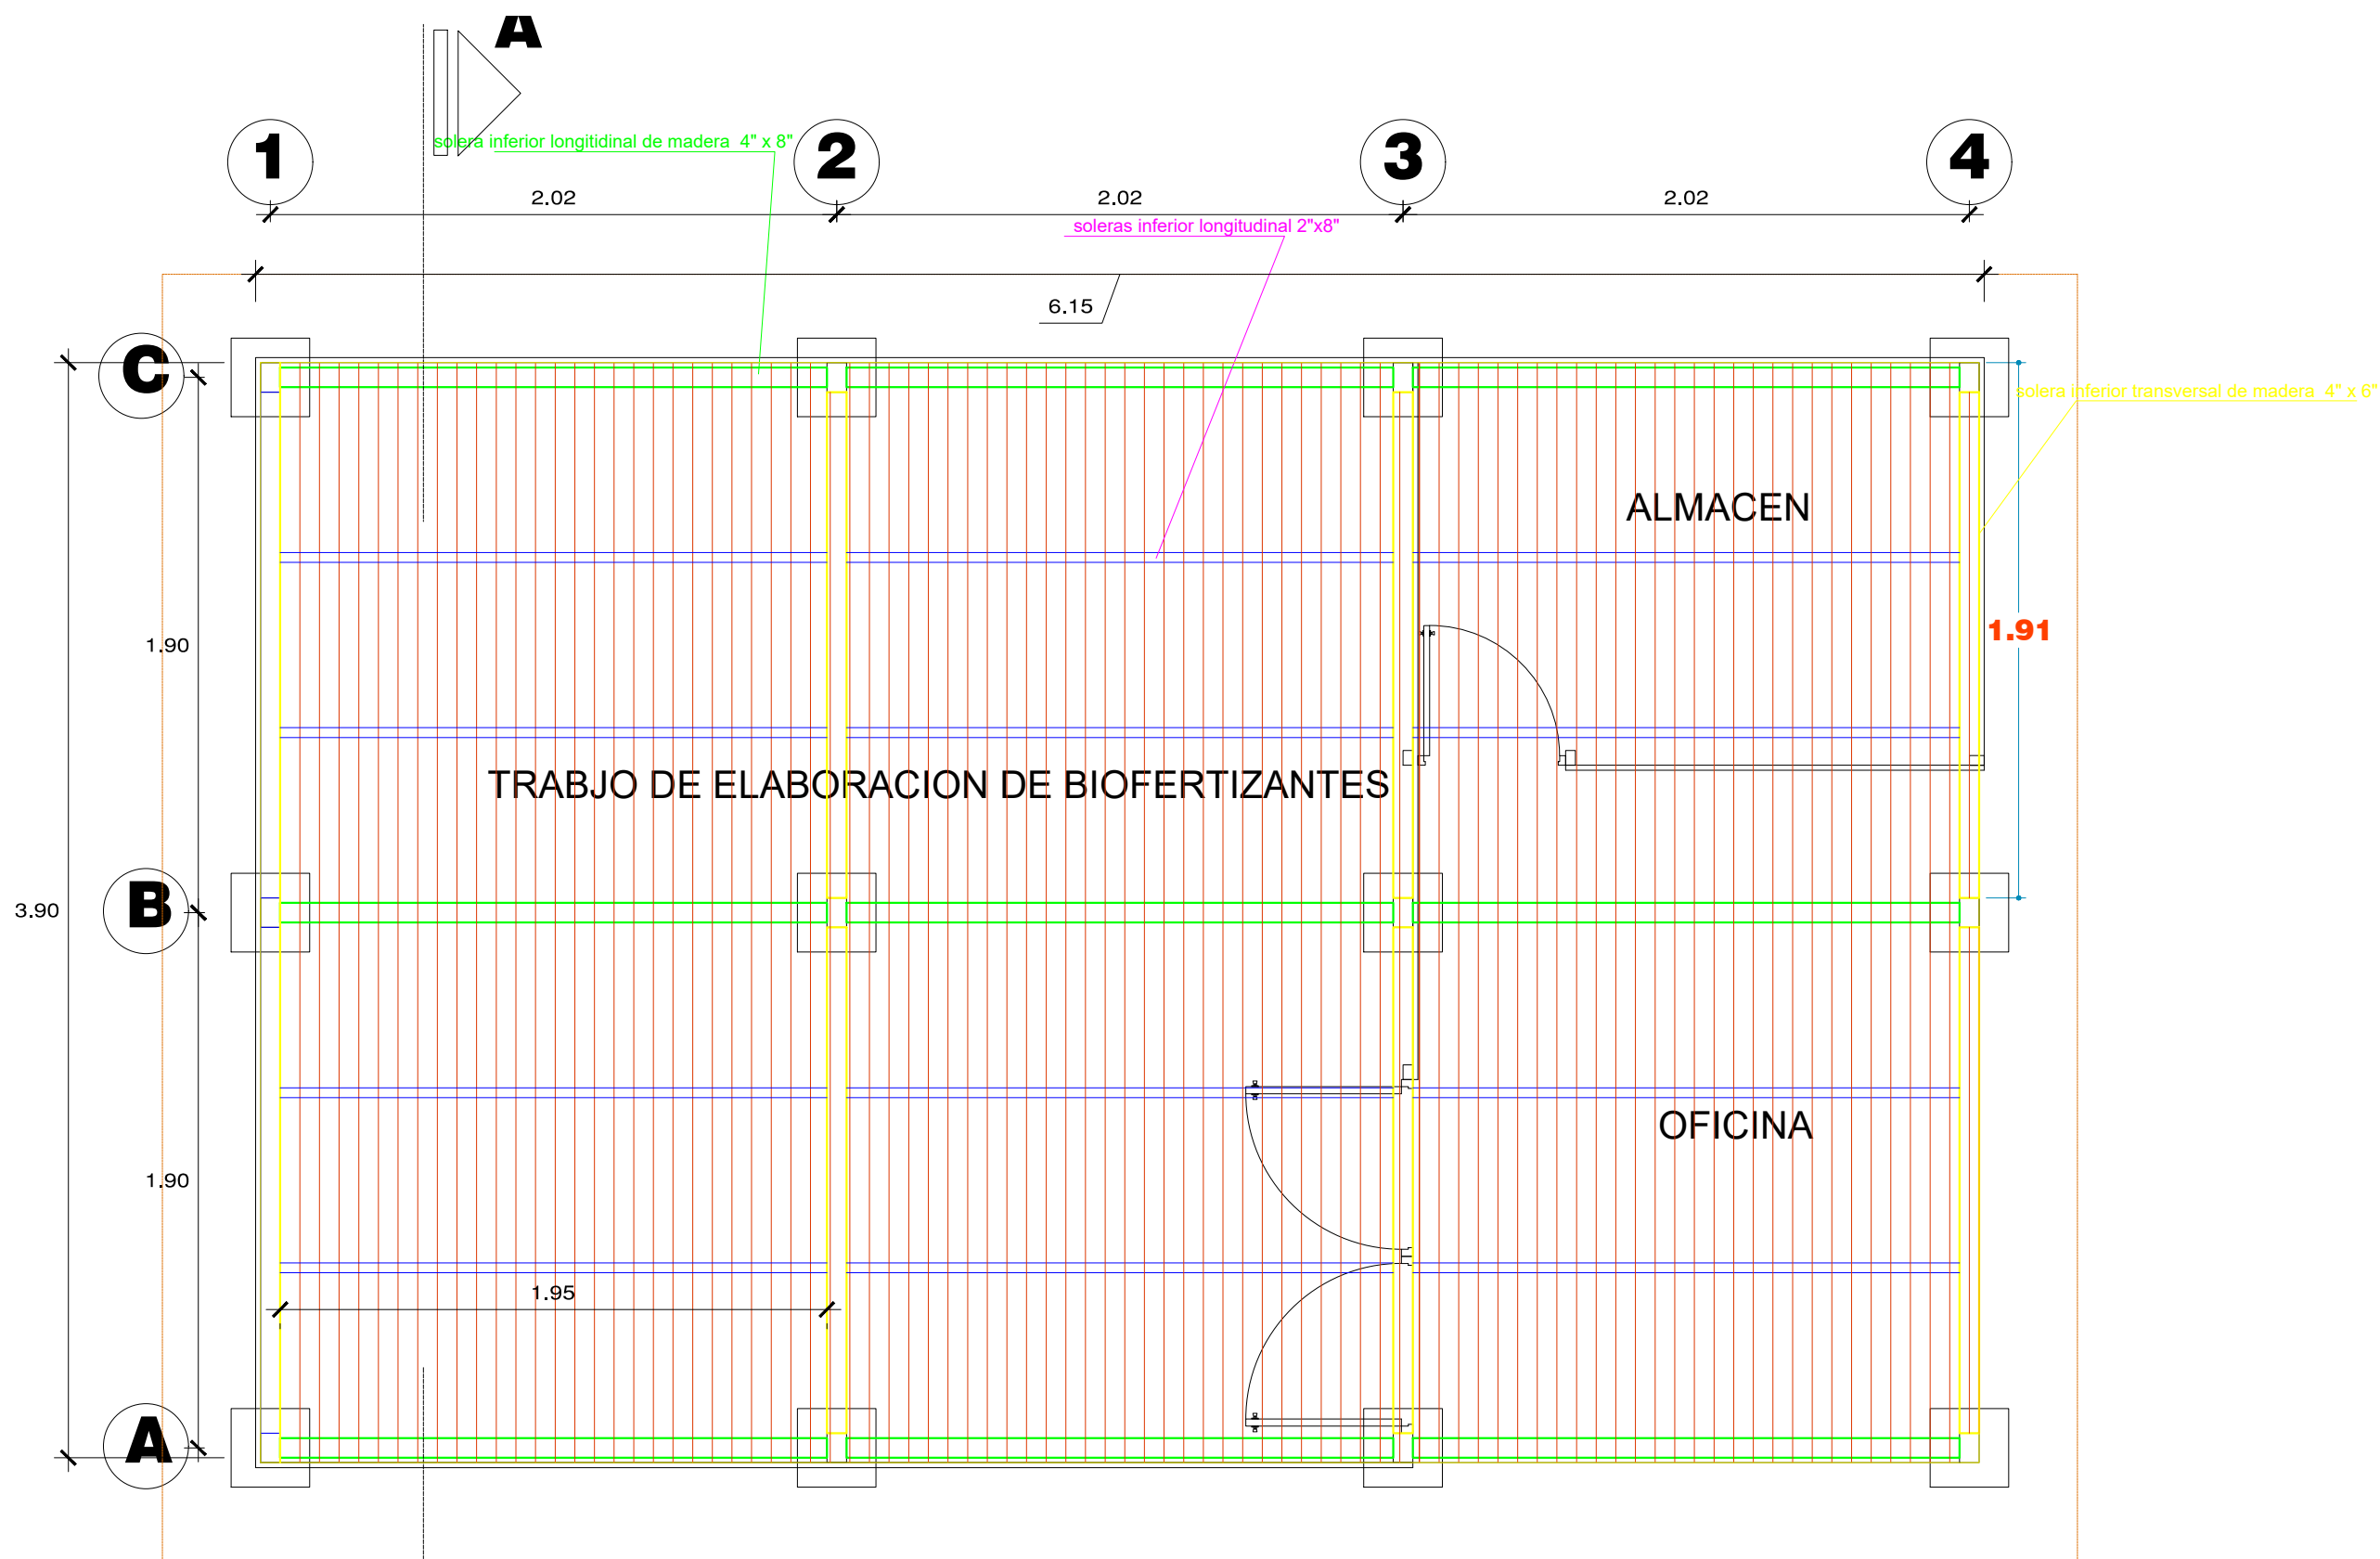 A
solera inferior longitidinal de madera 4" x 8"
1
2
3
4
2.02
2.02
2.02
soleras inferior longitudinal 2"x8"
6.15
C
solera inferior transversal de madera 4" x 6"
ALMACEN
1.91
1.90
TRABJO DE ELABORACION DE BIOFERTIZANTES
3.90
B
OFICINA
1.90
1.95
A